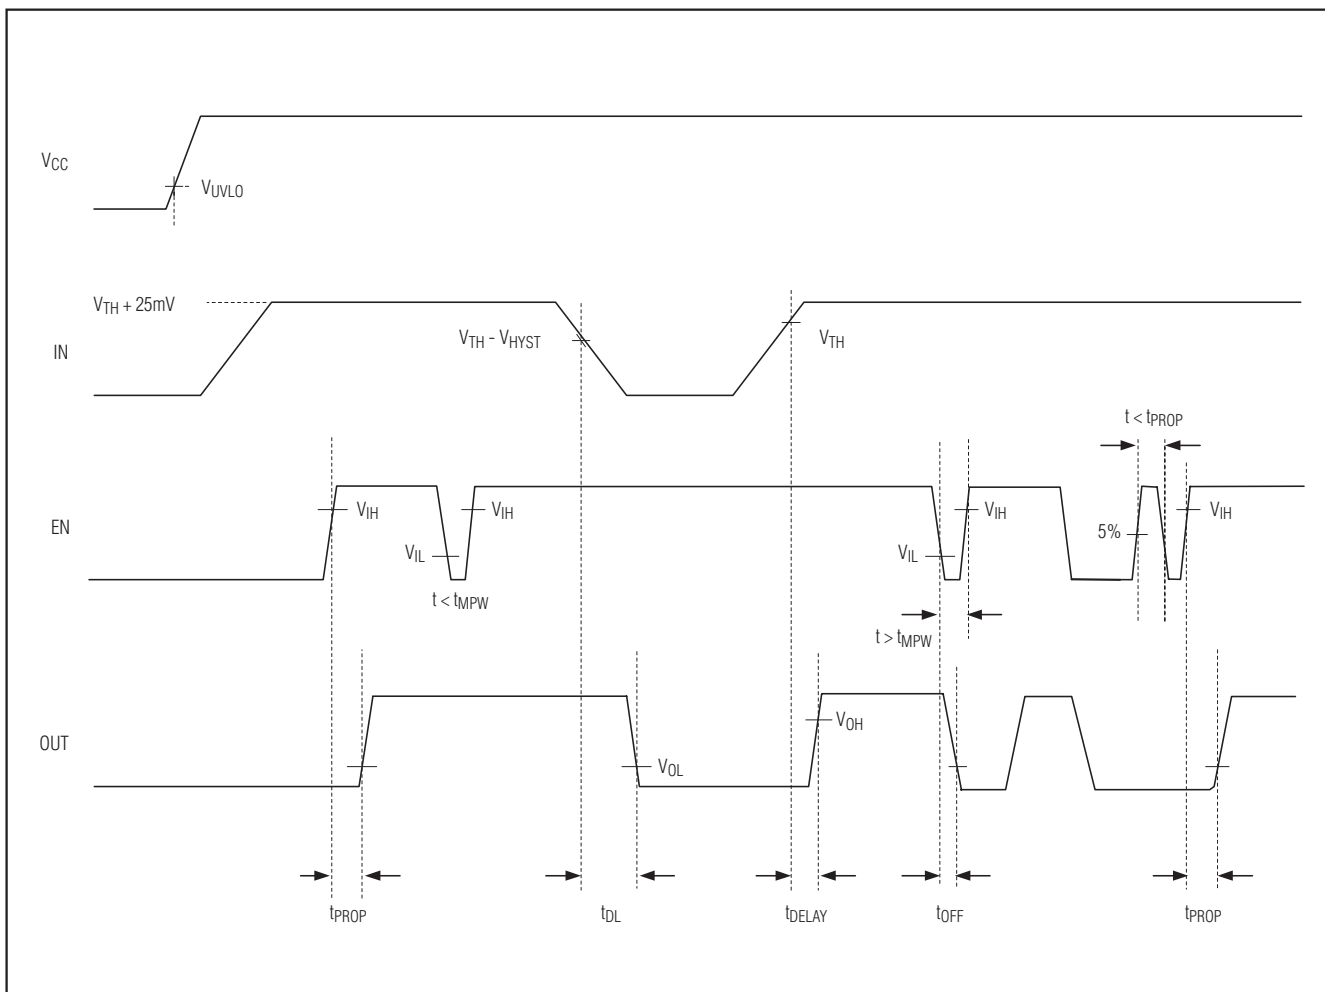 VCC
VUVLO
VTH + 25mV
IN
VTH - VHYST
VTH
t < tPROP
EN
VIH
VIH
VIL
t < tMPW
VIL
VIH
5%
VIH
t > tMPW
OUT
VOL
VOH
tPROP
tDL
tDELAY
tOFF
tPROP